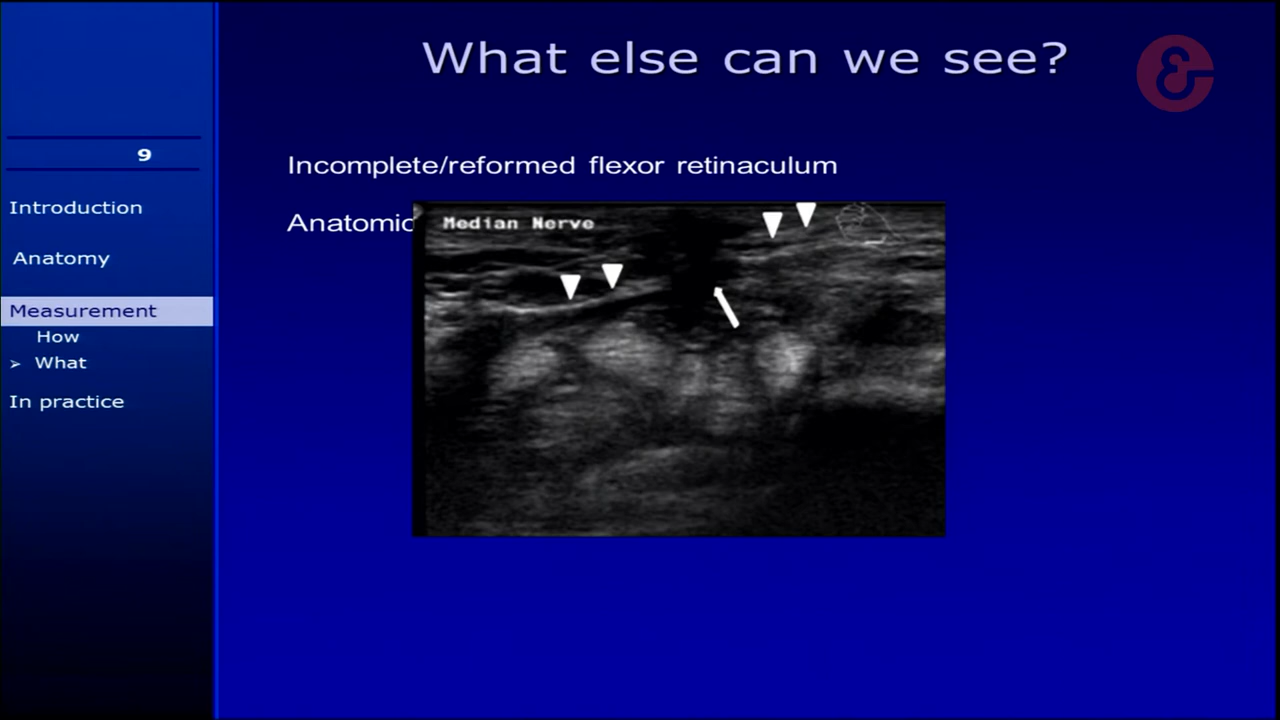 What else can we see?
9
Introduction
Anatomy
Measurement
How
➢ What
In practice
Incomplete/reformed flexor retinaculum
Anatomic
Median Nerve